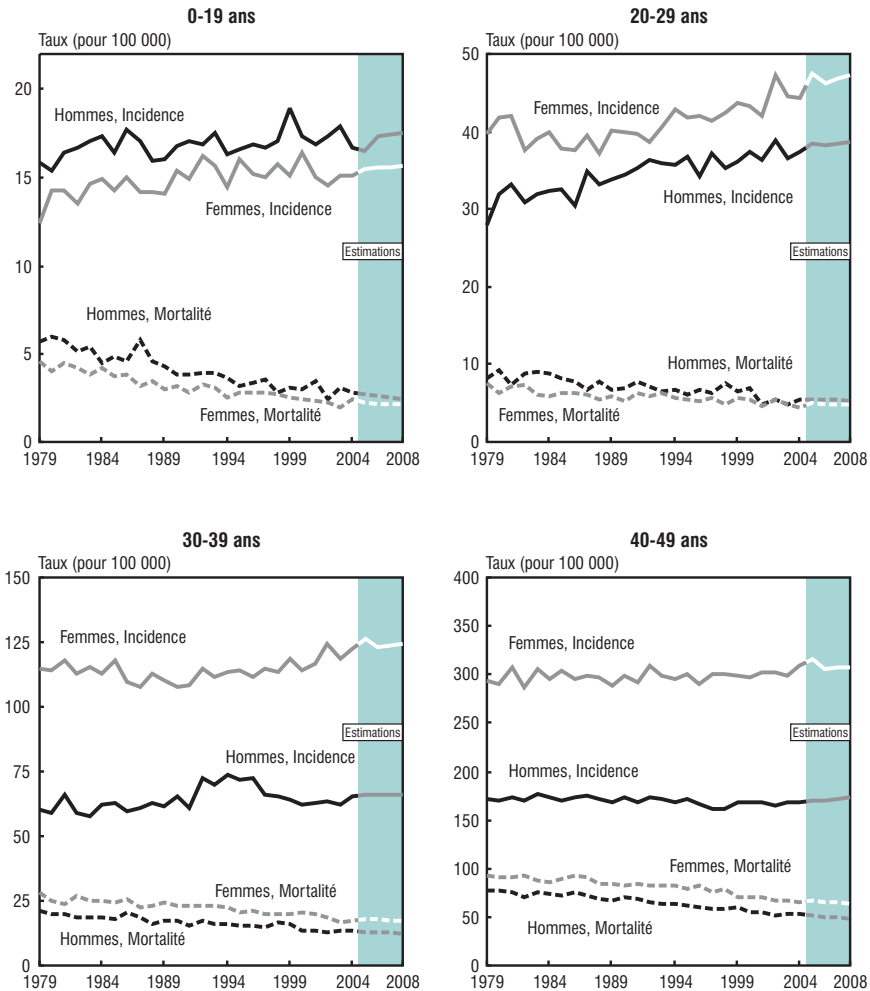 0-19 ans
Taux (pour 100 000)
20
15
10
5
0
Hommes, Incidence
Femmes, Incidence
Estimations
Hommes, Mortalité
Femmes, Mortalité
1979 1984 1989 1994 1999 2004 2008
20-29 ans
Taux (pour 100 000)
50
40
30
20
10
0
Femmes, Incidence
Hommes, Incidence
Estimations
Hommes, Mortalité
Femmes, Mortalité
1979 1984 1989 1994 1999 2004 2008
30-39 ans
Taux (pour 100 000)
150
125
100
75
50
25
0
Femmes, Incidence
Estimations
Hommes, Incidence
Femmes, Mortalité
Hommes, Mortalité
1979 1984 1989 1994 1999 2004 2008
40-49 ans
Taux (pour 100 000)
400
350
300
250
200
150
100
50
0
Femmes, Incidence
Estimations
Hommes, Incidence
Femmes, Mortalité
Hommes, Mortalité
1979 1984 1989 1994 1999 2004 2008